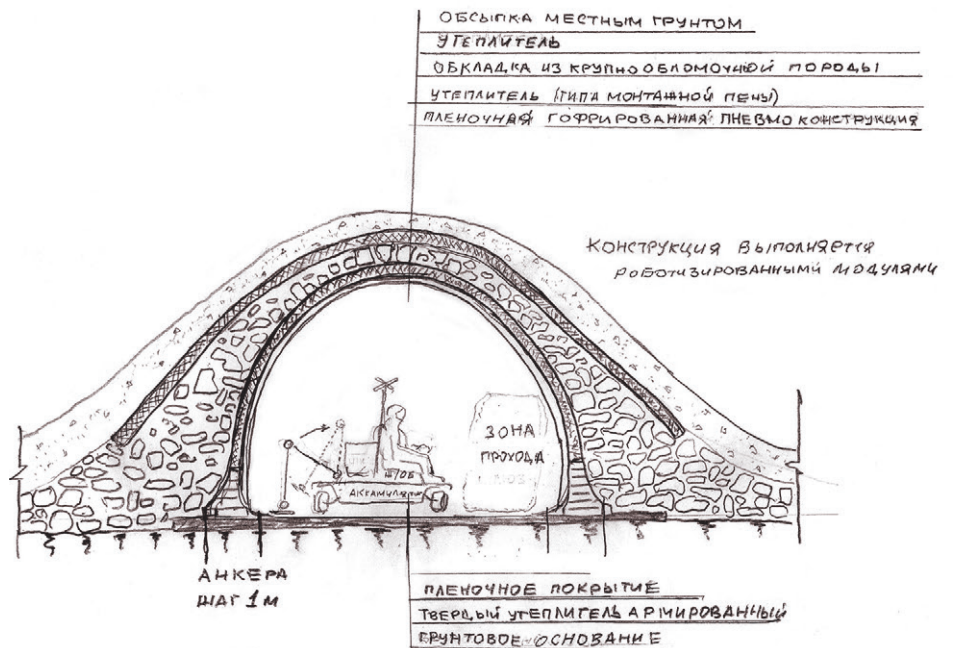 ОБСЫПКА МЕСТНЫМ ГРУНТОМ
УТЕПЛИТЕЛЬ
ОБКЛАДКА ИЗ КРУПНООБЛОМОЧНОЙ ПОРОДЫ
УТЕПЛИТЕЛЬ (ТИПА МОНТАЖНОЙ ПЕНЫ)
ПЛЕНОЧНАЯ ГОФРИРОВАННАЯ ПНЕВМОКОНСТРУКЦИЯ
КОНСТРУКЦИЯ ВЫПОЛНЯЕТСЯ
РОБОТИЗИРОВАННЫМИ МОДУЛЯМИ
ЗОНА
ПРОХОДА
АККАМУЛЯТОР
АНКЕРА
ШАГ 1 М
ПЛЕНОЧНОЕ ПОКРЫТИЕ
ТВЕРДЫЙ УТЕПЛИТЕЛЬ АРМИРОВАННЫЙ
ГРУНТОВОЕ ОСНОВАНИЕ